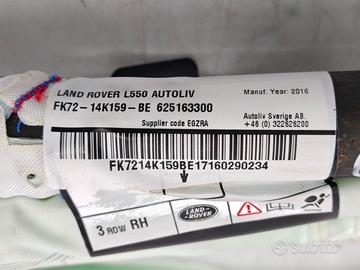 LAND ROVER L550 AUTOLIV
Manuf. Year: 2016
FK72-14K159-BE 625163300
Autoliv Sverige AB.
Supplier code EGZRA
+46 (0) 322626200
FK7214K159BE17160290234
3 ROW RH
LAND-
ROVER
subito